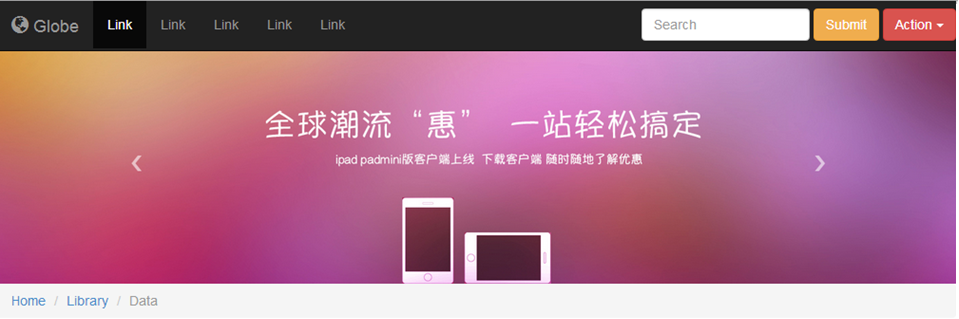 Globe Link Link Link Link Link Search Submit Action
全球潮流“惠” 一站轻松搞定
ipad padmini版客户端上线 下载客户端 随时随地了解优惠
Home / Library / Data